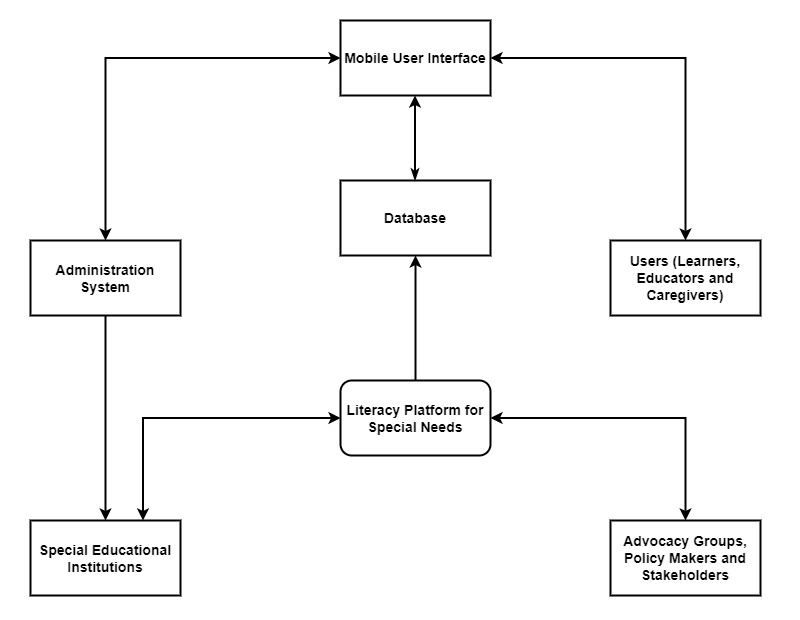 Mobile User Interface
Database
Administration
System
Users (Learners,
Educators and
Caregivers)
Literacy Platform for
Special Needs
Special Educational
Institutions
Advocacy Groups,
Policy Makers and
Stakeholders